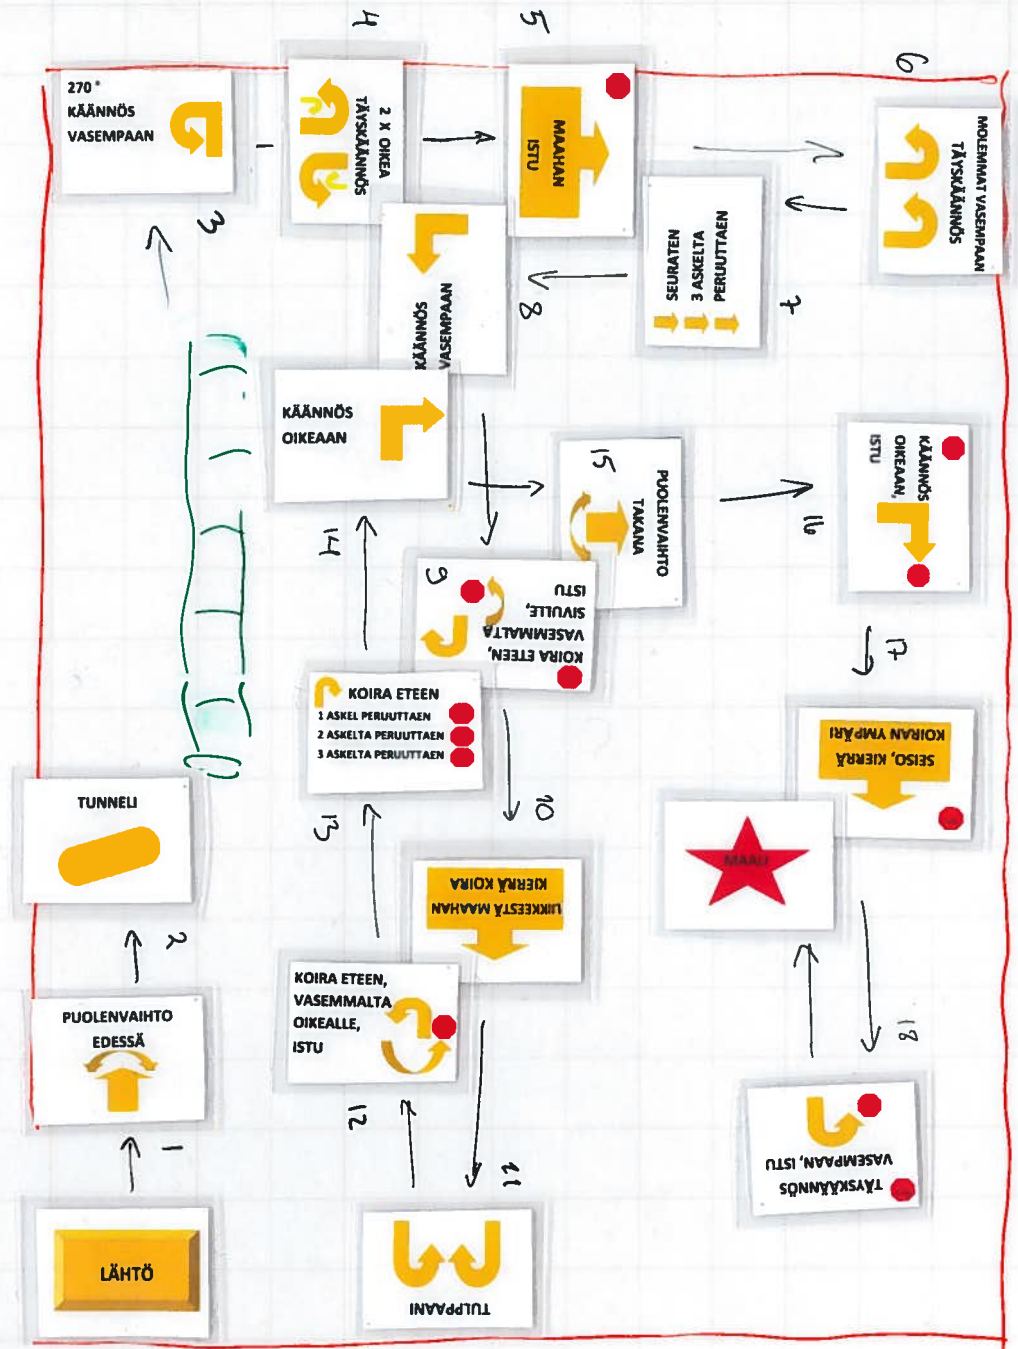 4
5
6
270°
KÄÄNNÖS
VASEMPAAN
3
2 X OIKEA
TÄYSKÄÄNNÖS
MAAHAN
ISTU
MOLEMMAT VASEMPAAN
TÄYSKÄÄNNÖS
SEURATEN
3 ASKELTA
PERUUTTAEN
7
KÄÄNNÖS
VASEMPAAN
8
KÄÄNNÖS
OIKEAAN
14
PUOLENVAIHTO
TAKANA
15
KÄÄNNÖS
OIKEAAN,
ISTU
16
KOIRA ETEEN,
VASEMMALTA
SIVULLE,
ISTU
9
17
KOIRA ETEEN
1 ASKEL PERUUTTAEN
2 ASKELTA PERUUTTAEN
3 ASKELTA PERUUTTAEN
13
10
SEISO, KIERRÄ
KOIRAN YMPÄRI
MAALI
TUNNELI
2
LIIKKEESTÄ MAAHAN
KIERRÄ KOIRA
KOIRA ETEEN,
VASEMMALTA
OIKEALLE,
ISTU
12
11
18
PUOLENVAIHTO
EDESSÄ
1
TÄYSKÄÄNNÖS
VASEMPAAN, ISTU
LÄHTÖ
TULPPAANI